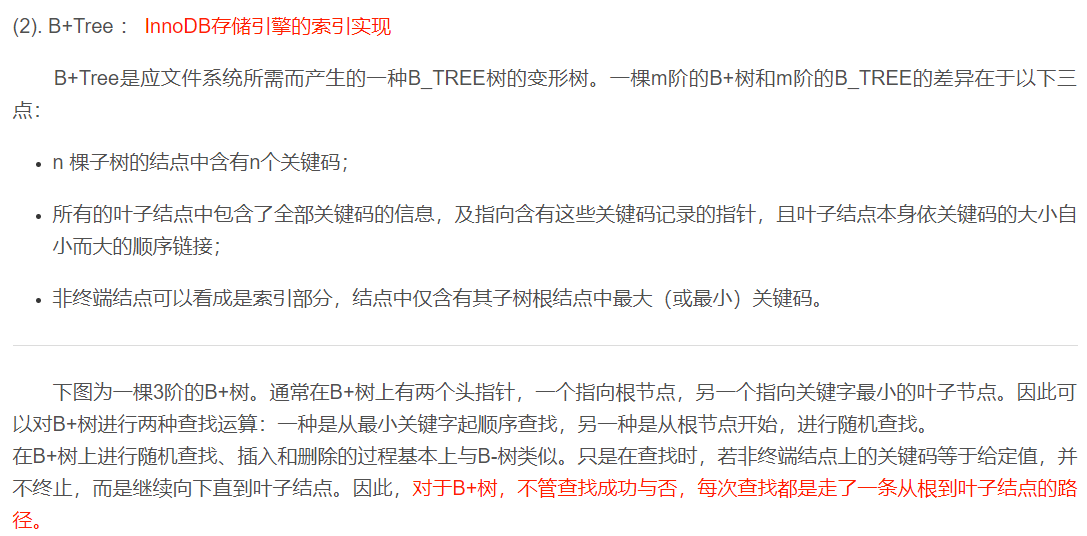 (2). B+Tree ： InnoDB存储引擎的索引实现
B+Tree是应文件系统所需而产生的一种B_TREE树的变形树。一棵m阶的B+树和m阶的B_TREE的差异在于以下三
点：
• n 棵子树的结点中含有n个关键码；
• 所有的叶子结点中包含了全部关键码的信息，及指向含有这些关键码记录的指针，且叶子结点本身依关键码的大小自
小而大的顺序链接；
• 非终端结点可以看成是索引部分，结点中仅含有其子树根结点中最大（或最小）关键码。
下图为一棵3阶的B+树。通常在B+树上有两个头指针，一个指向根节点，另一个指向关键字最小的叶子节点。因此可
以对B+树进行两种查找运算：一种是从最小关键字起顺序查找，另一种是从根节点开始，进行随机查找。
在B+树上进行随机查找、插入和删除的过程基本上与B-树类似。只是在查找时，若非终端结点上的关键码等于给定值，并
不终止，而是继续向下直到叶子结点。因此，对于B+树，不管查找成功与否，每次查找都是走了一条从根到叶子结点的路
径。